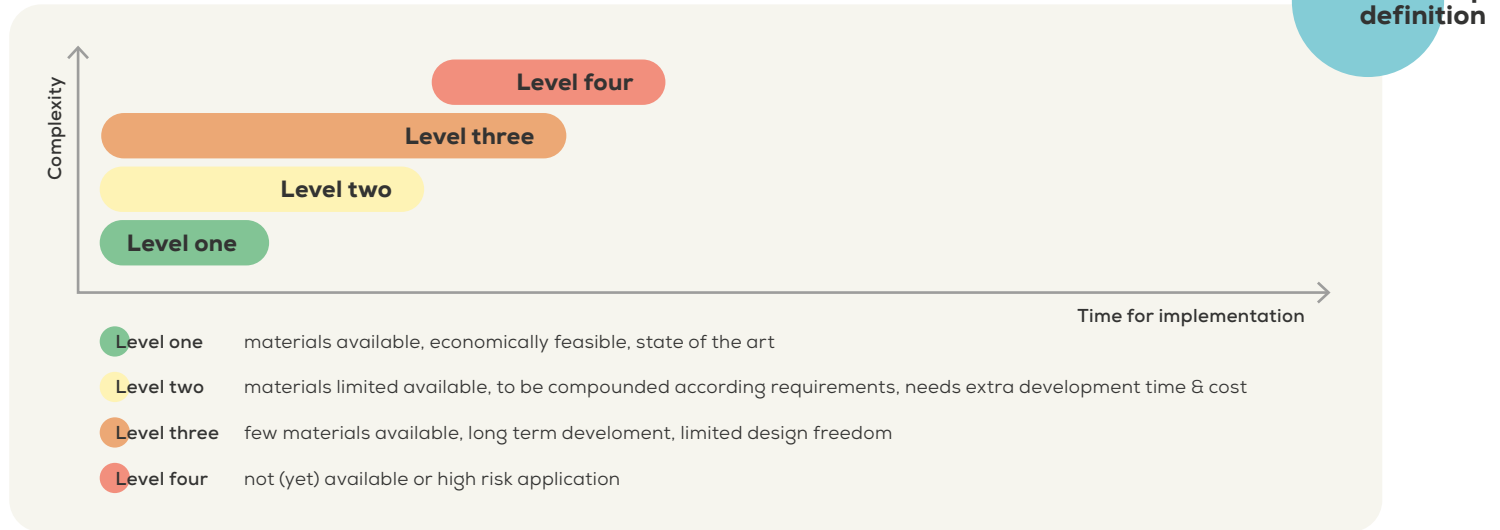 definition
Complexity
Level four
Level three
Level two
Level one
Time for implementation
Level one materials available, economically feasible, state of the art
Level two materials limited available, to be compounded according requirements, needs extra development time & cost
Level three few materials available, long term develoment, limited design freedom
Level four not (yet) available or high risk application